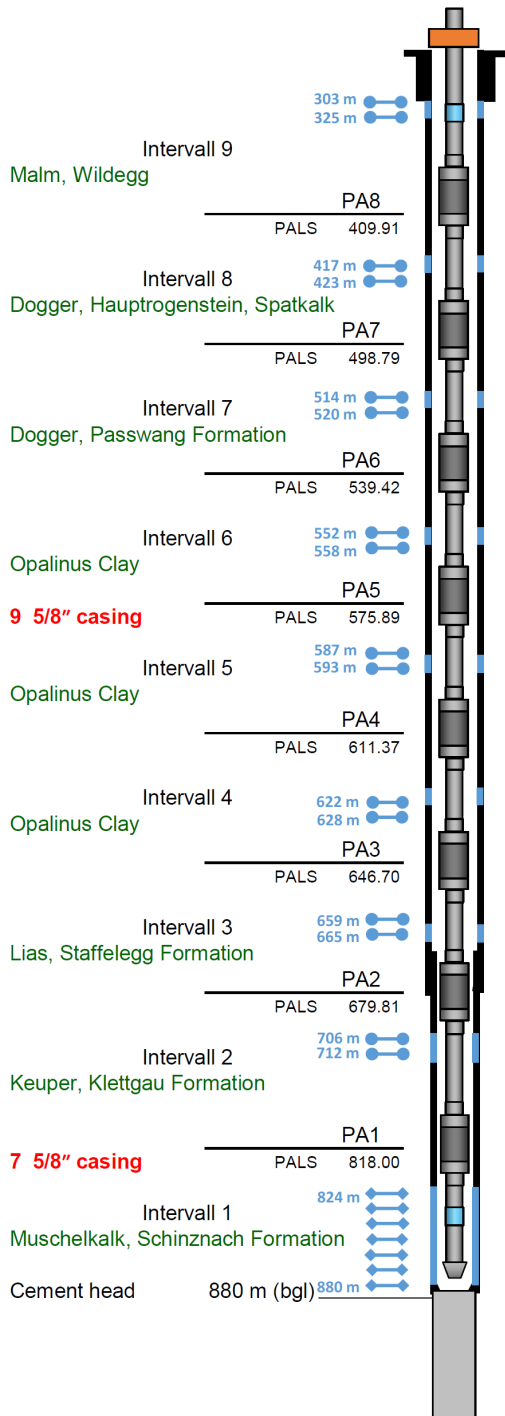 303 m
325 m
Intervall 9
Malm, Wildegg
PA8
PALS 409.91
417 m
423 m
Intervall 8
Dogger, Hauptrogenstein, Spatkalk
PA7
PALS 498.79
514 m
520 m
Intervall 7
Dogger, Passwang Formation
PA6
PALS 539.42
552 m
558 m
Intervall 6
Opalinus Clay
PA5
9 5/8″ casing PALS 575.89
587 m
593 m
Intervall 5
Opalinus Clay
PA4
PALS 611.37
622 m
628 m
Intervall 4
Opalinus Clay
PA3
PALS 646.70
659 m
665 m
Intervall 3
Lias, Staffelegg Formation
PA2
PALS 679.81
706 m
712 m
Intervall 2
Keuper, Klettgau Formation
PA1
7 5/8″ casing PALS 818.00
824 m
Intervall 1
Muschelkalk, Schinznach Formation
Cement head 880 m (bgl) 880 m